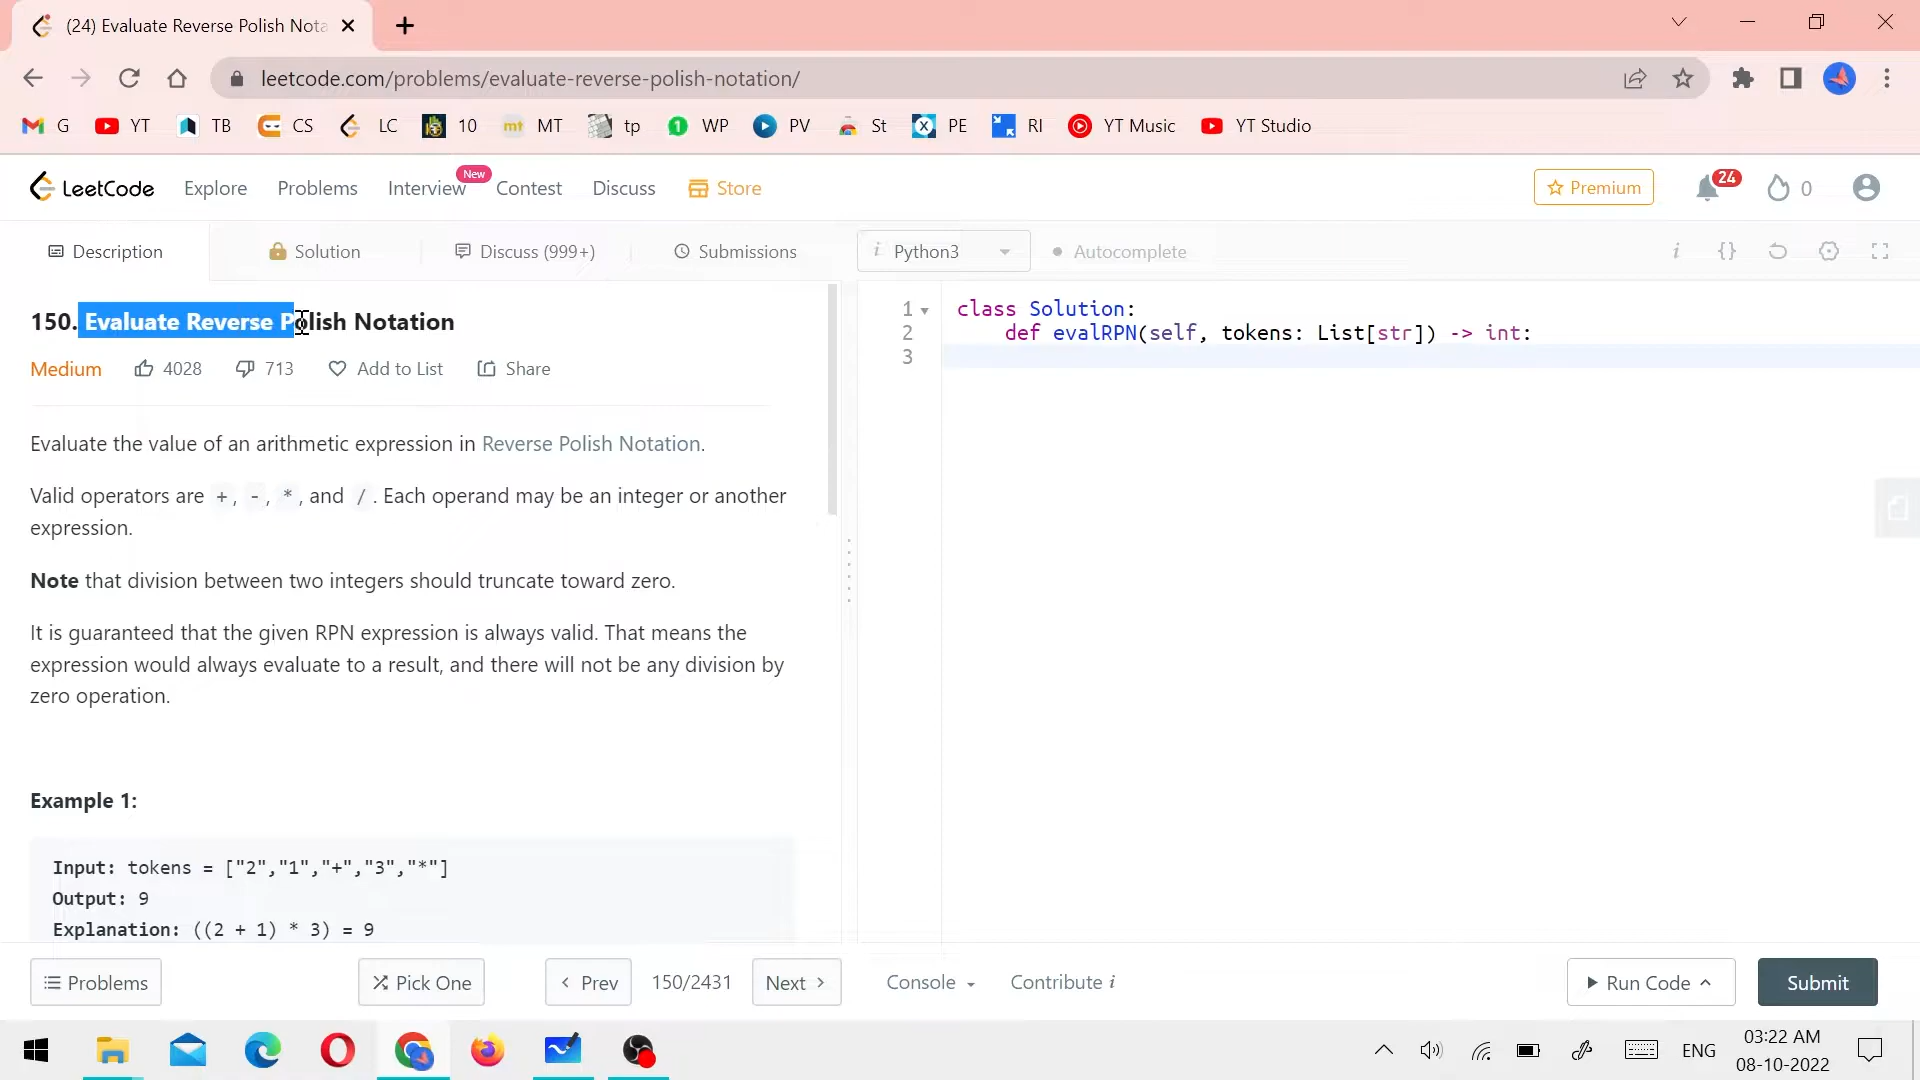 (24) Evaluate Reverse Polish Nota
leetcode.com/problems/evaluate-reverse-polish-notation/
G YT TB CS LC 10 MT tp WP PV St PE RI YT Music YT Studio
LeetCode Explore Problems Interview New Contest Discuss Store Premium 24 0
Description Solution Discuss (999+) Submissions i Python3 Autocomplete i {}
150. Evaluate Reverse Polish Notation
Medium 4028 713 Add to List Share
Evaluate the value of an arithmetic expression in Reverse Polish Notation.
Valid operators are +, -, *, and /. Each operand may be an integer or another
expression.
Note that division between two integers should truncate toward zero.
It is guaranteed that the given RPN expression is always valid. That means the
expression would always evaluate to a result, and there will not be any division by
zero operation.
Example 1:
Input: tokens = ["2","1","+","3","*"]
Output: 9
Explanation: ((2 + 1) * 3) = 9
1 class Solution:
2 def evalRPN(self, tokens: List[str]) -> int:
3
Problems Pick One Prev 150/2431 Next Console Contribute i Run Code Submit
ENG 03:22 AM
08-10-2022